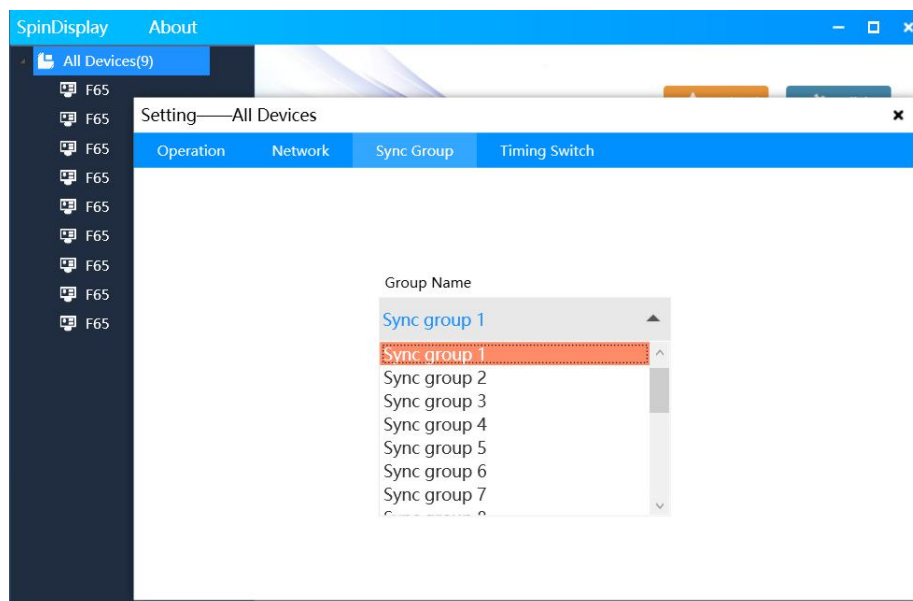 SpinDisplay About
All Devices(9)
F65
F65
F65
F65
F65
F65
F65
F65
F65
Setting——All Devices
Operation Network Sync Group Timing Switch
Group Name
Sync group 1
Sync group 1
Sync group 2
Sync group 3
Sync group 4
Sync group 5
Sync group 6
Sync group 7